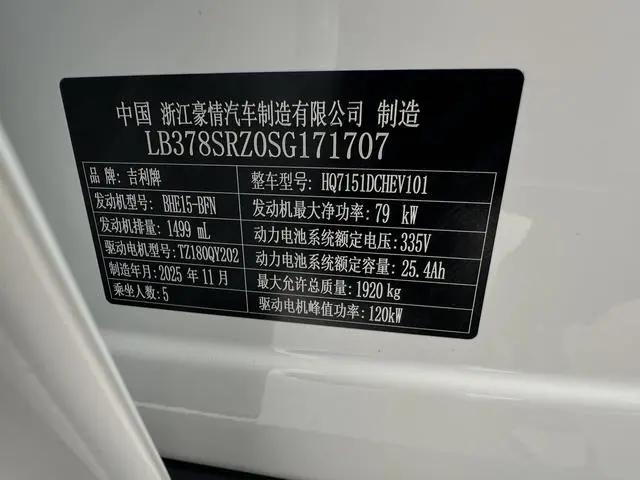 中国 浙江豪情汽车制造有限公司 制造
LB378SRZ0SG171707
品 牌:吉利牌
整车型号: HQ7151DCHEV101
发动机型号: BHE15-BFN
发动机最大净功率: 79 kW
发动机排量: 1499 mL
动力电池系统额定电压: 335V
驱动电机型号: TZ180QY202
动力电池系统额定容量: 25.4Ah
制造年月: 2025 年 11 月
最大允许总质量: 1920 kg
乘坐人数: 5
驱动电机峰值功率: 120kW